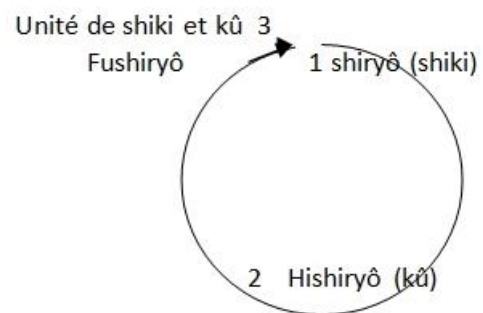 Unité de shiki et kû 3
Fushiryô
1 shiryô (shiki)
2 Hishiryô (kû)